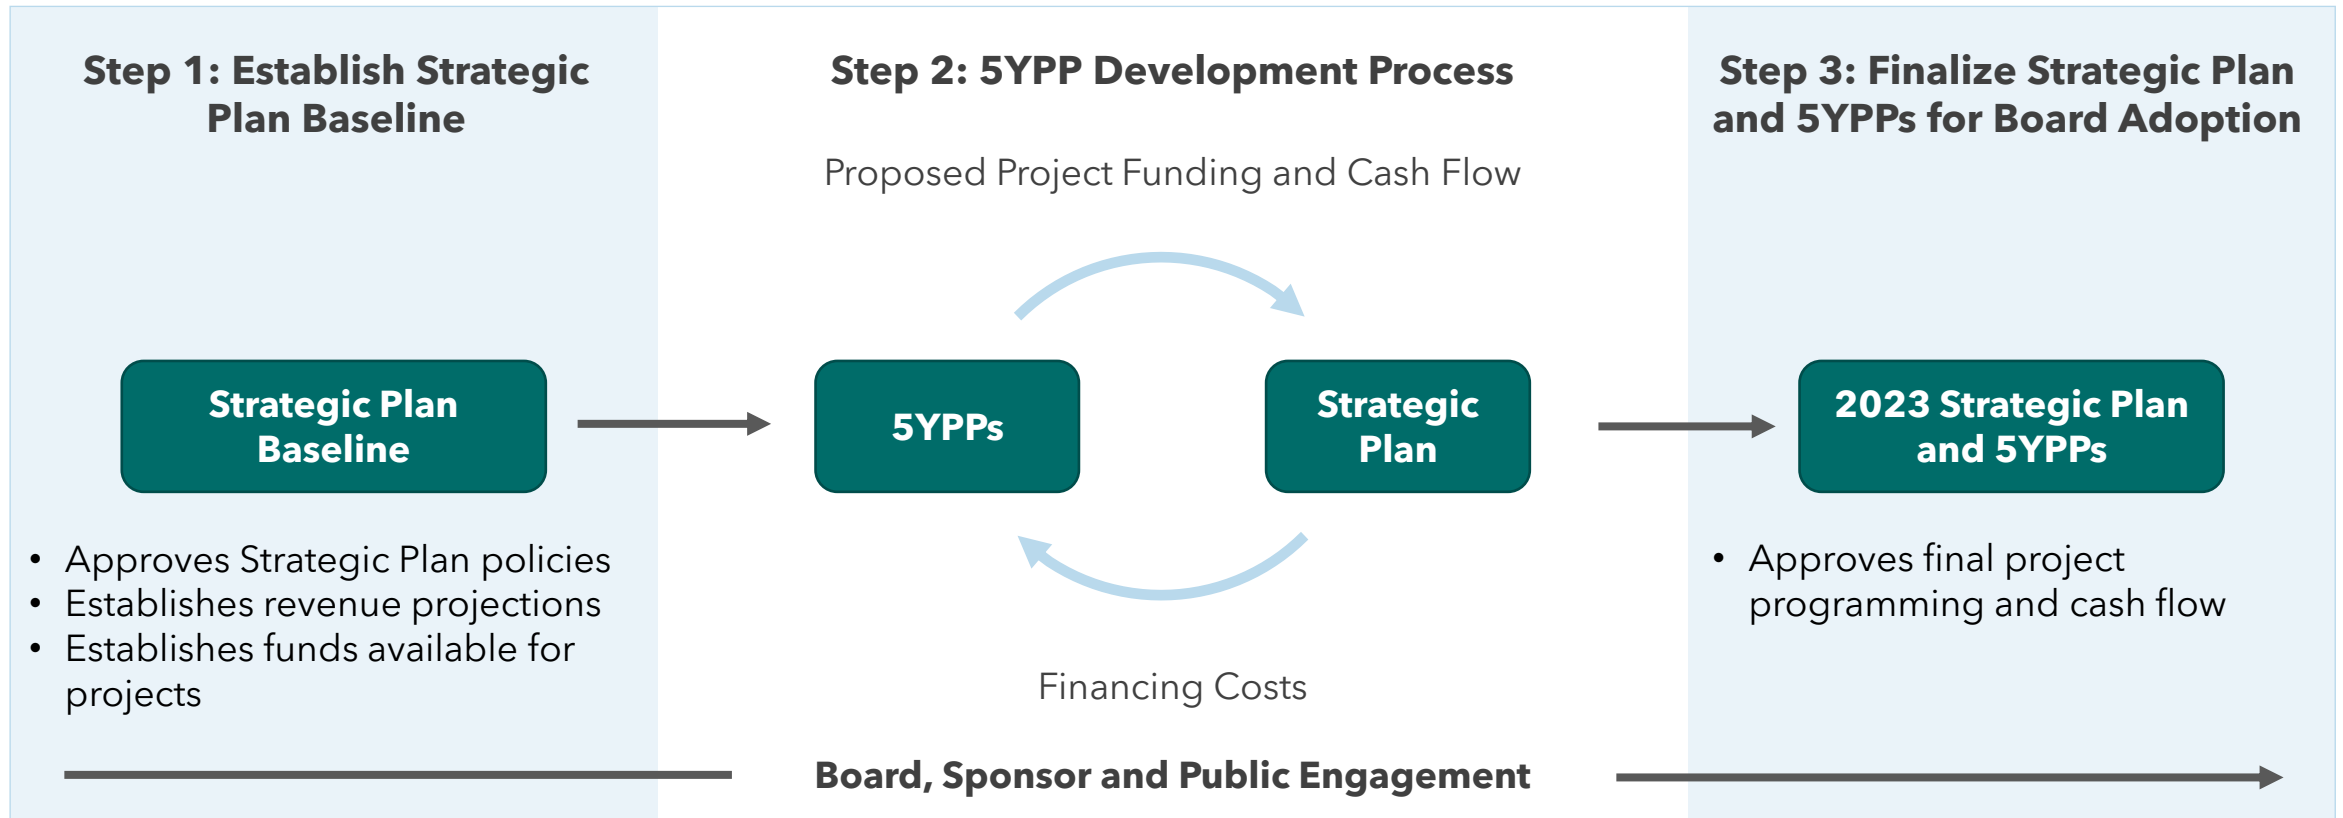 Step 1: Establish Strategic
Plan Baseline
Strategic Plan
Baseline
• Approves Strategic Plan policies
• Establishes revenue projections
• Establishes funds available for
projects
Step 2: 5YPP Development Process
Proposed Project Funding and Cash Flow
5YPPs
Strategic
Plan
Financing Costs
Step 3: Finalize Strategic Plan
and 5YPPs for Board Adoption
2023 Strategic Plan
and 5YPPs
• Approves final project
programming and cash flow
Board, Sponsor and Public Engagement